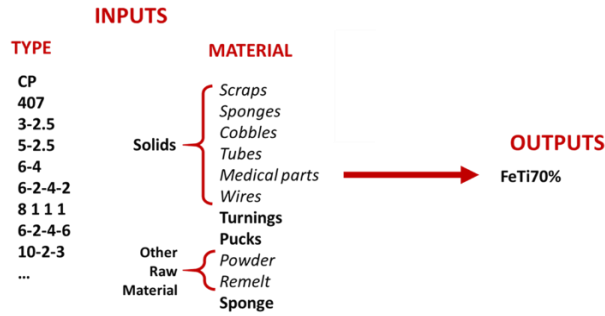 INPUTS
TYPE
CP
407
3-2.5
5-2.5
6-4
6-2-4-2
8 1 1 1
6-2-4-6
10-2-3
...
MATERIAL
Solids
Scraps
Sponges
Cobbles
Tubes
Medical parts
Wires
Turnings
Pucks
Other
Raw
Material
Powder
Remelt
Sponge
OUTPUTS
FeTi70%